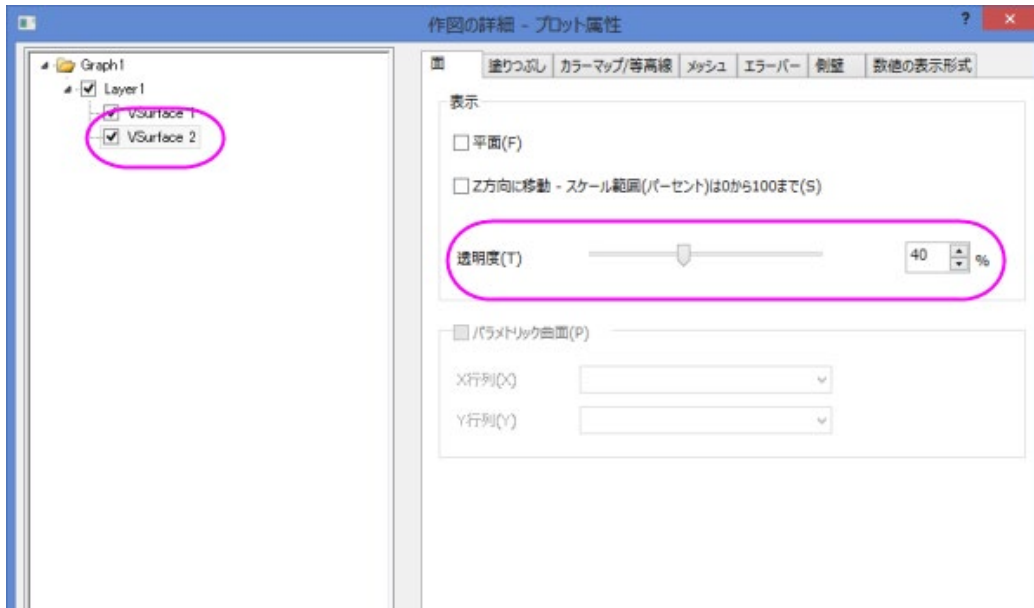 作図の詳細 - プロット属性
?
×
Graph1
Layer1
VSurface 1
VSurface 2
面 塗りつぶし カラーマップ/等高線 メッシュ エラーバー 側壁 数値の表示形式
表示
平面(F)
Z方向に移動 - スケール範囲(パーセント)は0から100まで(S)
透明度(T) 40 %
パラメトリック曲面(P)
X行列(X)
Y行列(Y)